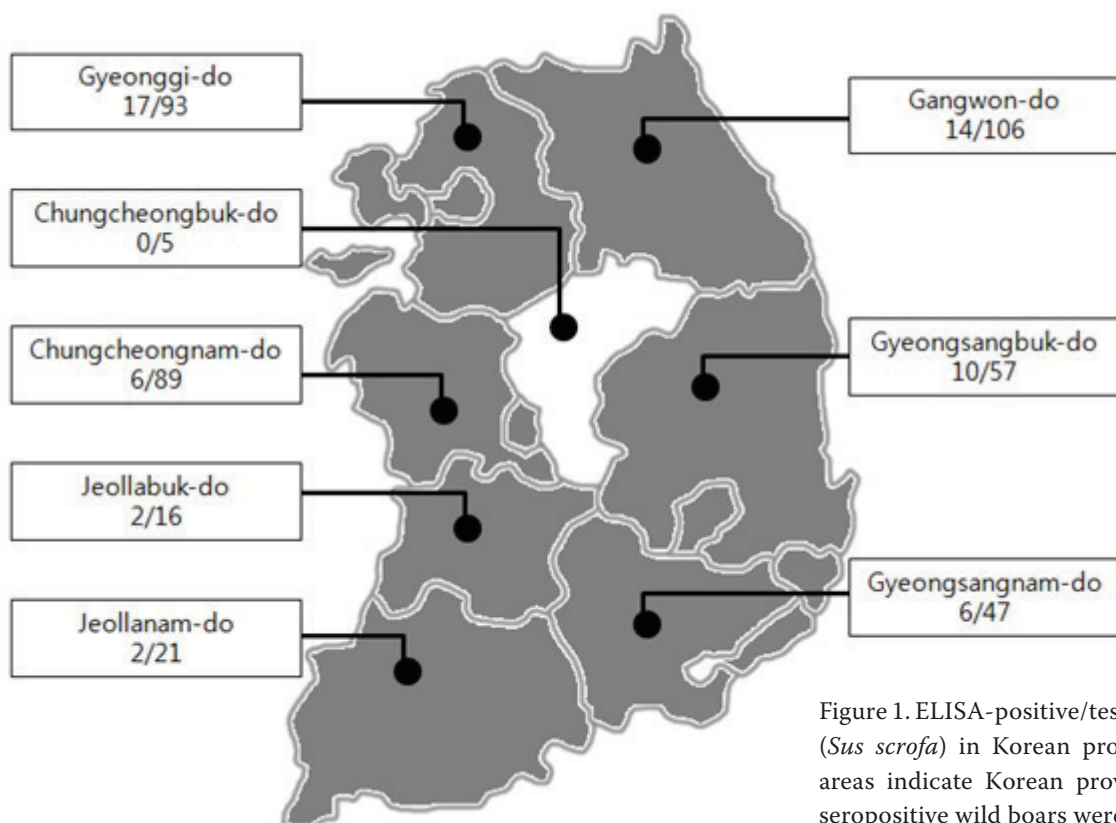 Gyeonggi-do
17/93
Gangwon-do
14/106
Chungcheongbuk-do
0/5
Chungcheongnam-do
6/89
Gyeongsangbuk-do
10/57
Jeollabuk-do
2/16
Jeollanam-do
2/21
Gyeongsangnam-do
6/47
Figure 1. ELISA-positive/tes
(Sus scrofa) in Korean pro
areas indicate Korean prov
seropositive wild boars were